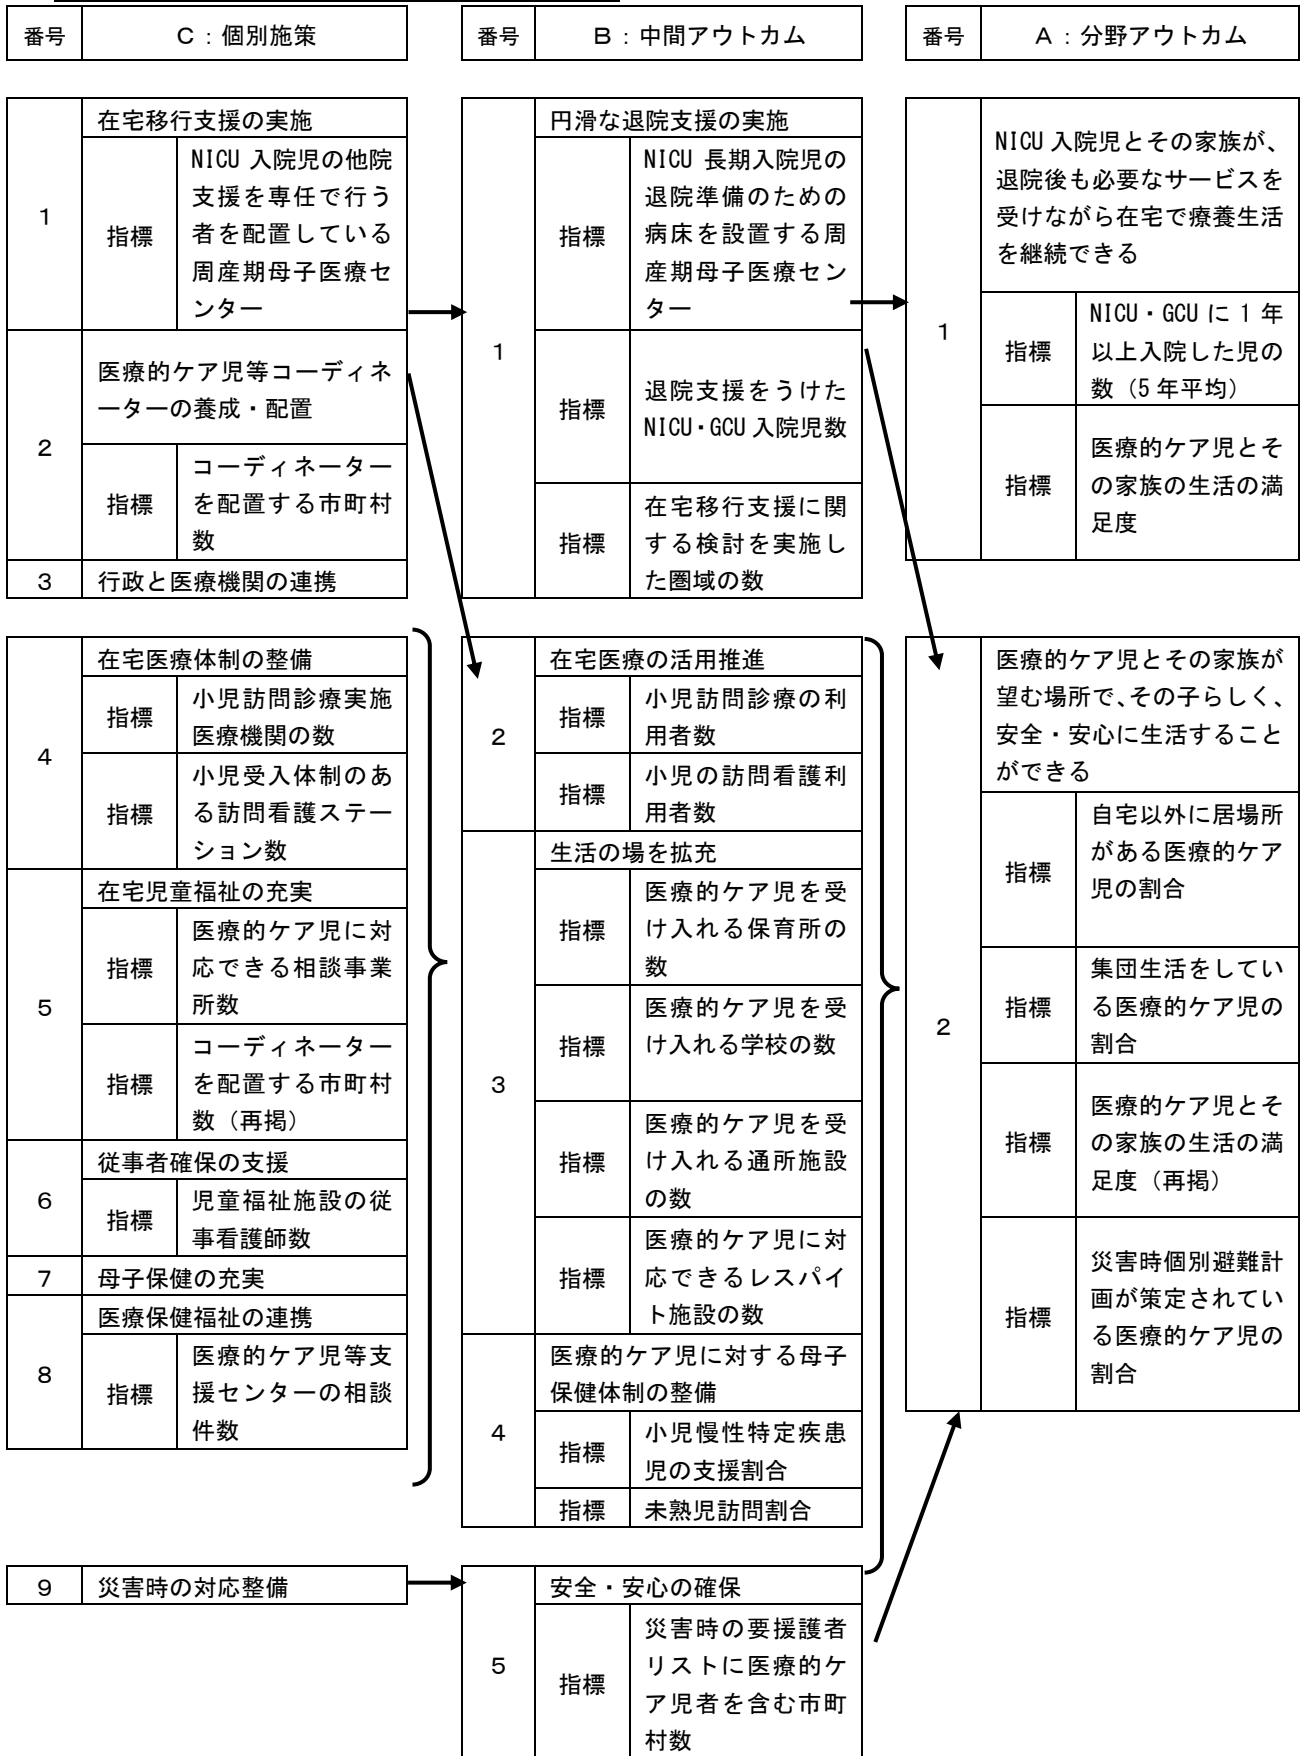 番号
C：個別施策
番号
B：中間アウトカム
番号
A：分野アウトカム
1
在宅移行支援の実施
指標
NICU 入院児の他院
支援を専任で行う
者を配置している
周産期母子医療セ
ンター
2
医療的ケア児等コーディネ
ーターの養成・配置
指標
コーディネーター
を配置する市町村
数
3
行政と医療機関の連携
4
在宅医療体制の整備
指標
小児訪問診療実施
医療機関の数
指標
小児受入体制のあ
る訪問看護ステー
ション数
5
在宅児童福祉の充実
指標
医療的ケア児に対
応できる相談事業
所数
指標
コーディネーター
を配置する市町村
数（再掲）
6
従事者確保の支援
指標
児童福祉施設の従
事看護師数
7
母子保健の充実
8
医療保健福祉の連携
指標
医療的ケア児等支
援センターの相談
件数
9
災害時の対応整備
1
円滑な退院支援の実施
指標
NICU 長期入院児の
退院準備のための
病床を設置する周
産期母子医療セン
ター
指標
退院支援をうけた
NICU・GCU 入院児数
指標
在宅移行支援に関
する検討を実施し
た圏域の数
2
在宅医療の活用推進
指標
小児訪問診療の利
用者数
指標
小児の訪問看護利
用者数
3
生活の場を拡充
指標
医療的ケア児を受
け入れる保育所の
数
指標
医療的ケア児を受
け入れる学校の数
指標
医療的ケア児を受
け入れる通所施設
の数
指標
医療的ケア児に対
応できるレスパイ
ト施設の数
4
医療的ケア児に対する母子
保健体制の整備
指標
小児慢性特定疾患
児の支援割合
指標
未熟児訪問割合
5
安全・安心の確保
指標
災害時の要援護者
リストに医療的ケ
ア児者を含む市町
村数
1
NICU 入院児とその家族が、
退院後も必要なサービスを
受けながら在宅で療養生活
を継続できる
指標
NICU・GCU に 1 年
以上入院した児の
数（5 年平均）
指標
医療的ケア児とそ
の家族の生活の満
足度
2
医療的ケア児とその家族が
望む場所で、その子らしく、
安全・安心に生活すること
ができる
指標
自宅以外に居場所
がある医療的ケア
児の割合
指標
集団生活をしてい
る医療的ケア児の
割合
指標
医療的ケア児とそ
の家族の生活の満
足度（再掲）
指標
災害時個別避難計
画が策定されてい
る医療的ケア児の
割合